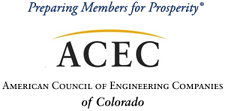 Preparing Members for Prosperity®
ACEC
AMERICAN COUNCIL OF ENGINEERING COMPANIES
of Colorado